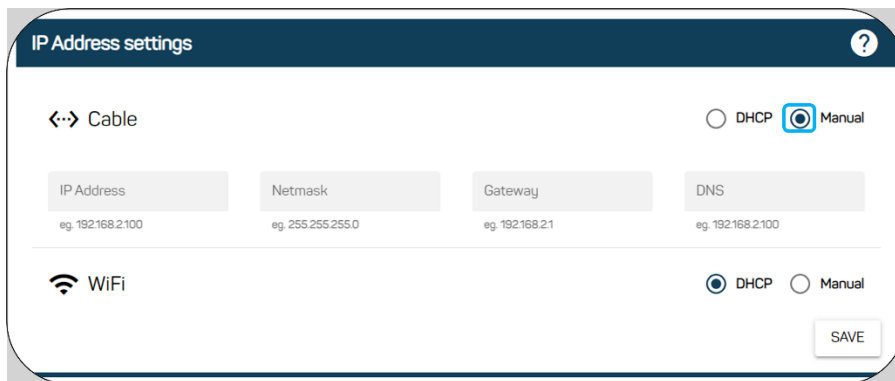 IP Address settings ?
Cable DHCP Manual
IP Address Netmask Gateway DNS
eg. 192.168.2.100 eg. 255.255.255.0 eg. 192.168.2.1 eg. 192.168.2.100
WiFi DHCP Manual
SAVE